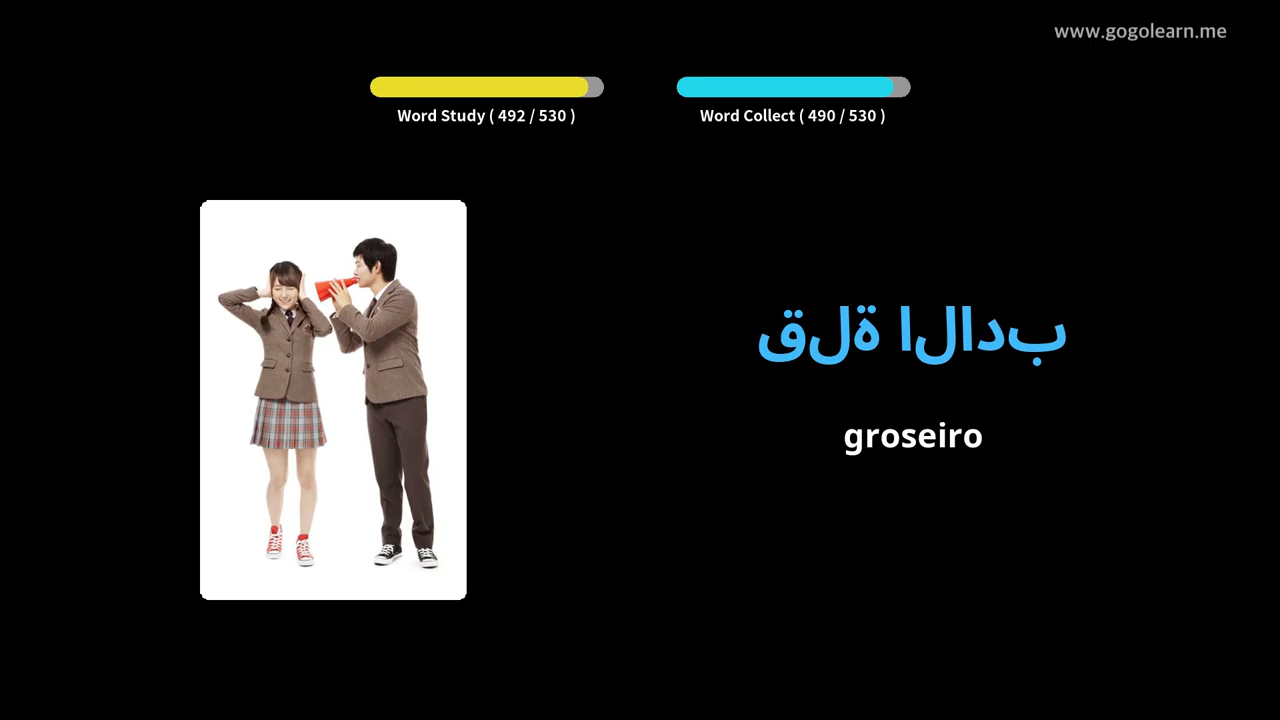 www.gogolearn.me
Word Study ( 492 / 530 )
Word Collect ( 490 / 530 )
قلة الادب
groseiro